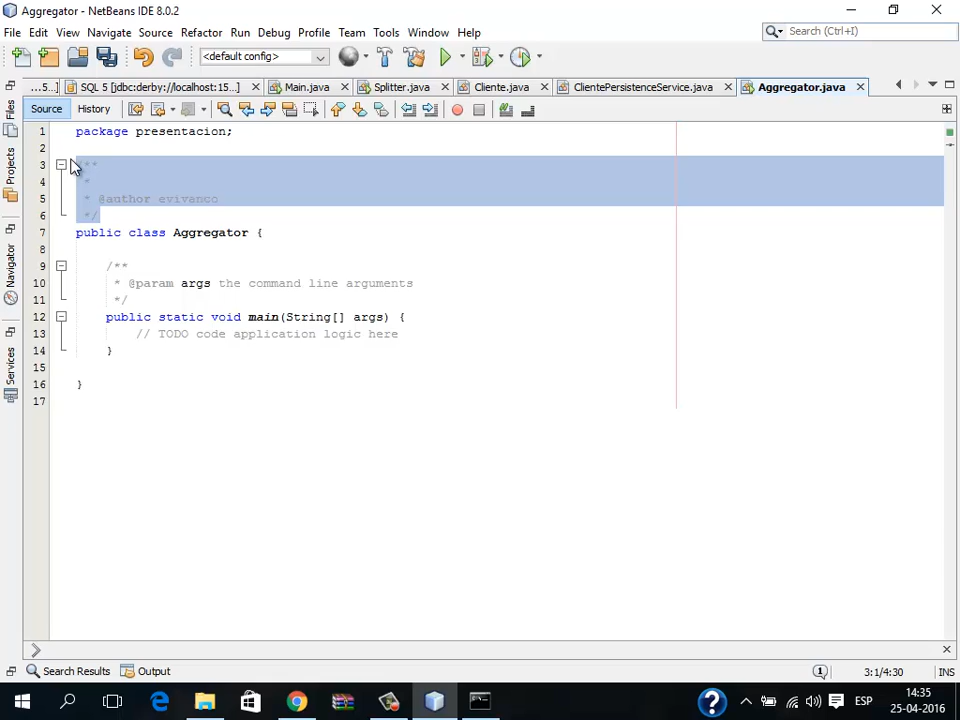 Aggregator - NetBeans IDE 8.0.2
File Edit View Navigate Source Refactor Run Debug Profile Team Tools Window Help
Search (Ctrl+I)
<default config>
...5...] SQL 5 [jdbc:derby://localhost:15...] Main.java Splitter.java Cliente.java ClientePersistenceService.java Aggregator.java
Source History
Files
Projects
Navigator
Services
1 package presentacion;
2
3 /**
4 *
5 * @author evivanco
6 */
7 public class Aggregator {
8
9 /**
10 * @param args the command line arguments
11 */
12 public static void main(String[] args) {
13 // TODO code application logic here
14 }
15
16 }
17
Search Results Output
1 3:1/4:30 INS
ESP
14:35
25-04-2016